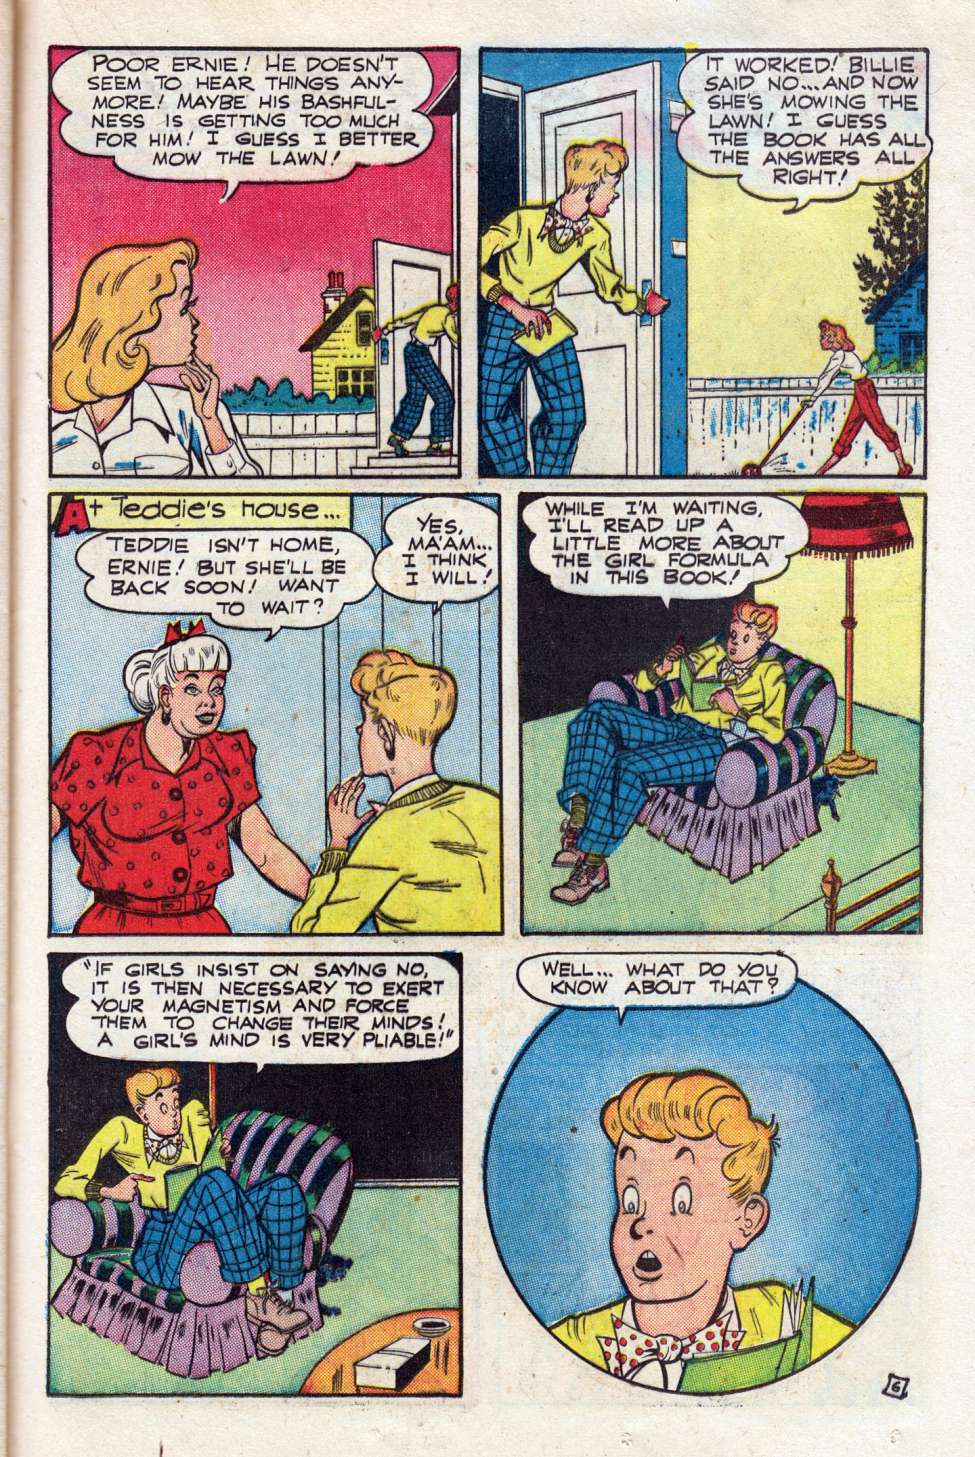 POOR ERNIE! HE DOESN'T
SEEM TO HEAR THINGS ANY-
MORE! MAYBE HIS BASHFUL-
NESS IS GETTING TOO MUCH
FOR HIM! I GUESS I BETTER
MOW THE LAWN!
IT WORKED! BILLIE
SAID NO...AND NOW
SHE'S MOWING THE
LAWN! I GUESS
THE BOOK HAS ALL
THE ANSWERS ALL
RIGHT!
At Teddie's house...
TEDDIE ISN'T HOME,
ERNIE! BUT SHE'LL BE
BACK SOON! WANT
TO WAIT?
YES,
MA'AM...
I THINK
I WILL!
WHILE I'M WAITING,
I'LL READ UP A
LITTLE MORE ABOUT
THE GIRL FORMULA
IN THIS BOOK!
"IF GIRLS INSIST ON SAYING NO,
IT IS THEN NECESSARY TO EXERT
YOUR MAGNETISM AND FORCE
THEM TO CHANGE THEIR MINDS!
A GIRL'S MIND IS VERY PLIABLE!"
WELL... WHAT DO YOU
KNOW ABOUT THAT?
6